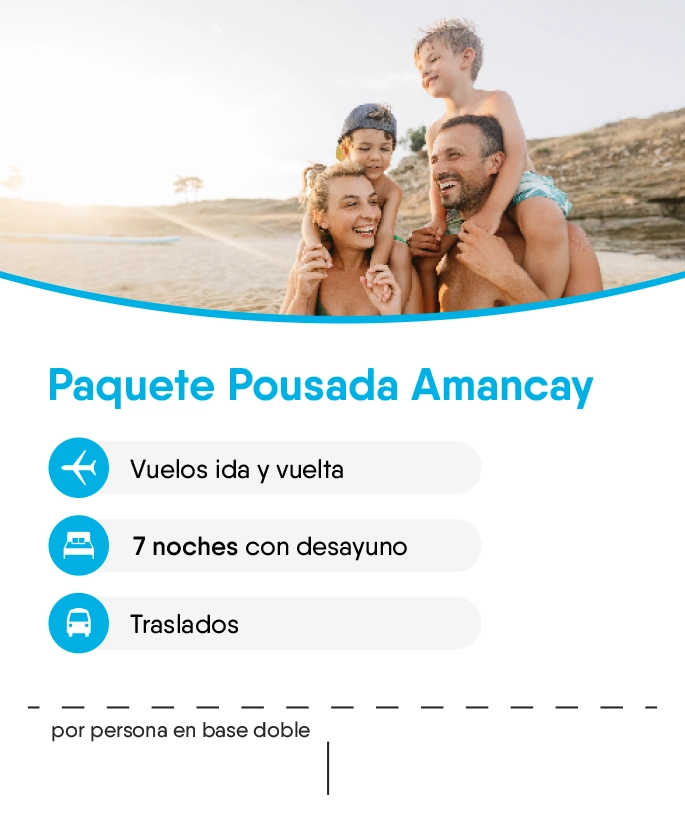 Paquete Pousada Amancay
Vuelos ida y vuelta
7 noches con desayuno
Traslados
por persona en base doble